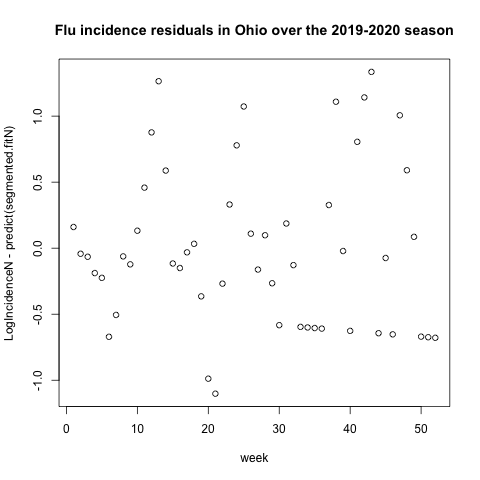 Flu incidence residuals in Ohio over the 2019-2020 season
LogIncidenceN - predict(segmented.fitN)
1.0
0.5
0.0
-0.5
-1.0
0 10 20 30 40 50
week